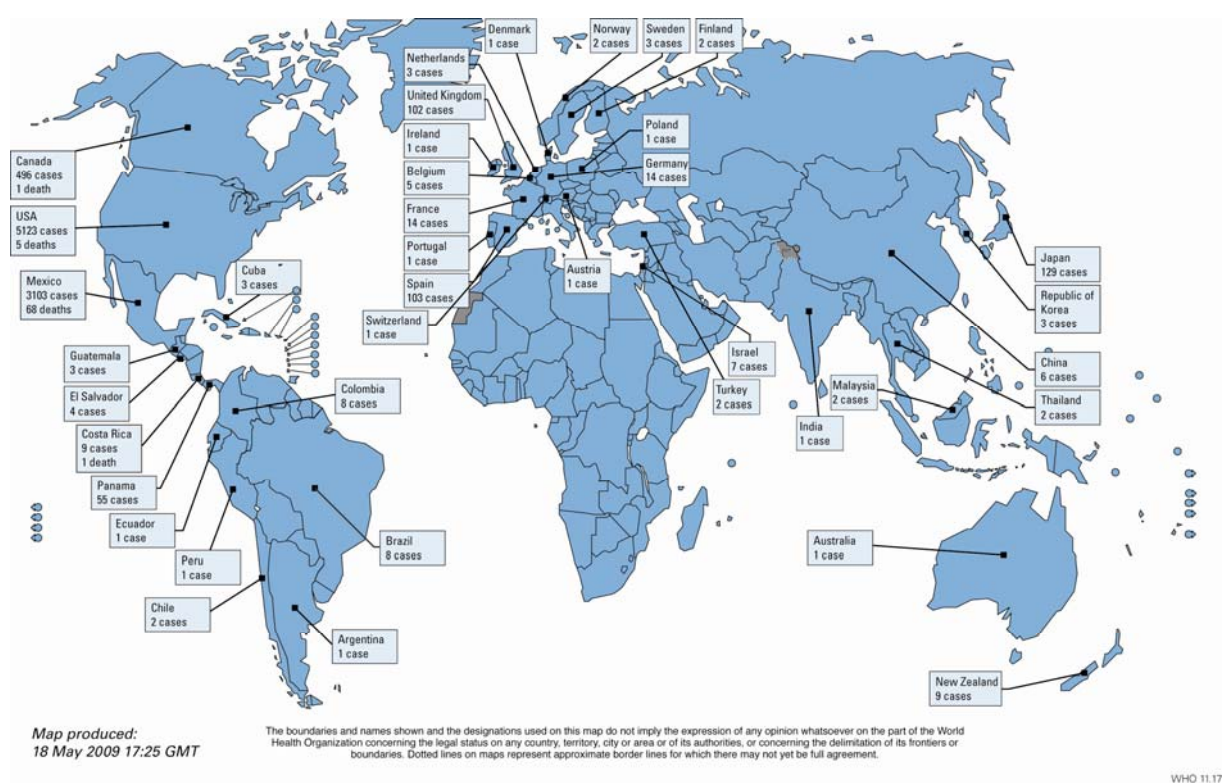 Denmark
1 case
Norway
2 cases
Sweden
3 cases
Finland
2 cases
Netherlands
3 cases
United Kingdom
102 cases
Ireland
1 case
Belgium
5 cases
France
14 cases
Portugal
1 case
Spain
103 cases
Switzerland
1 case
Poland
1 case
Germany
14 cases
Austria
1 case
Canada
496 cases
1 death
USA
5123 cases
5 deaths
Mexico
3103 cases
68 deaths
Cuba
3 cases
Guatemala
3 cases
El Salvador
4 cases
Costa Rica
9 cases
1 death
Panama
55 cases
Colombia
8 cases
Ecuador
1 case
Peru
1 case
Brazil
8 cases
Chile
2 cases
Argentina
1 case
Israel
7 cases
Turkey
2 cases
India
1 case
Malaysia
2 cases
Japan
129 cases
Republic of
Korea
3 cases
China
6 cases
Thailand
2 cases
Australia
1 case
New Zealand
9 cases
Map produced:
18 May 2009 17:25 GMT
The boundaries and names shown and the designations used on this map do not imply the expression of any opinion whatsoever on the part of the World
Health Organization concerning the legal status on any country, territory, city or area or of its authorities, or concerning the delimitation of its frontiers or
boundaries. Dotted lines on maps represent approximate border lines for which there may not yet be full agreement.
WHO 11.17